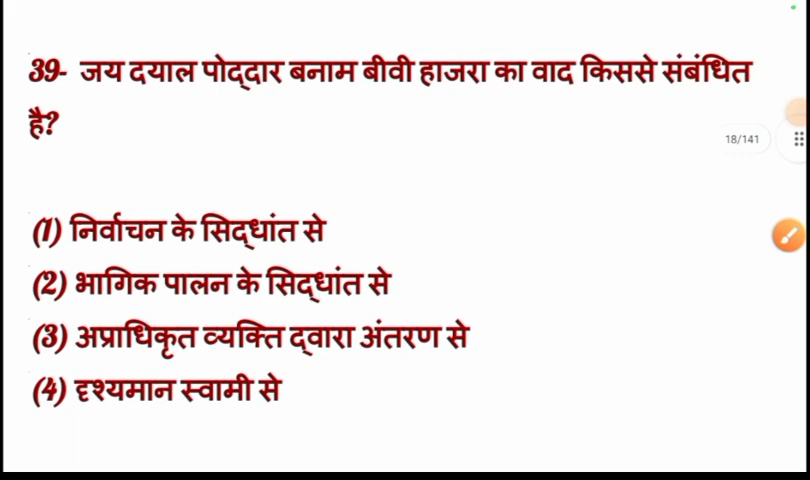 39- जय दयाल पोद्दार बनाम बीवी हाजरा का वाद किससे संबंधित
है?
18/141
(1) निर्वाचन के सिद्धांत से
(2) भागिक पालन के सिद्धांत से
(3) अप्राधिकृत व्यक्ति द्वारा अंतरण से
(4) दृश्यमान स्वामी से